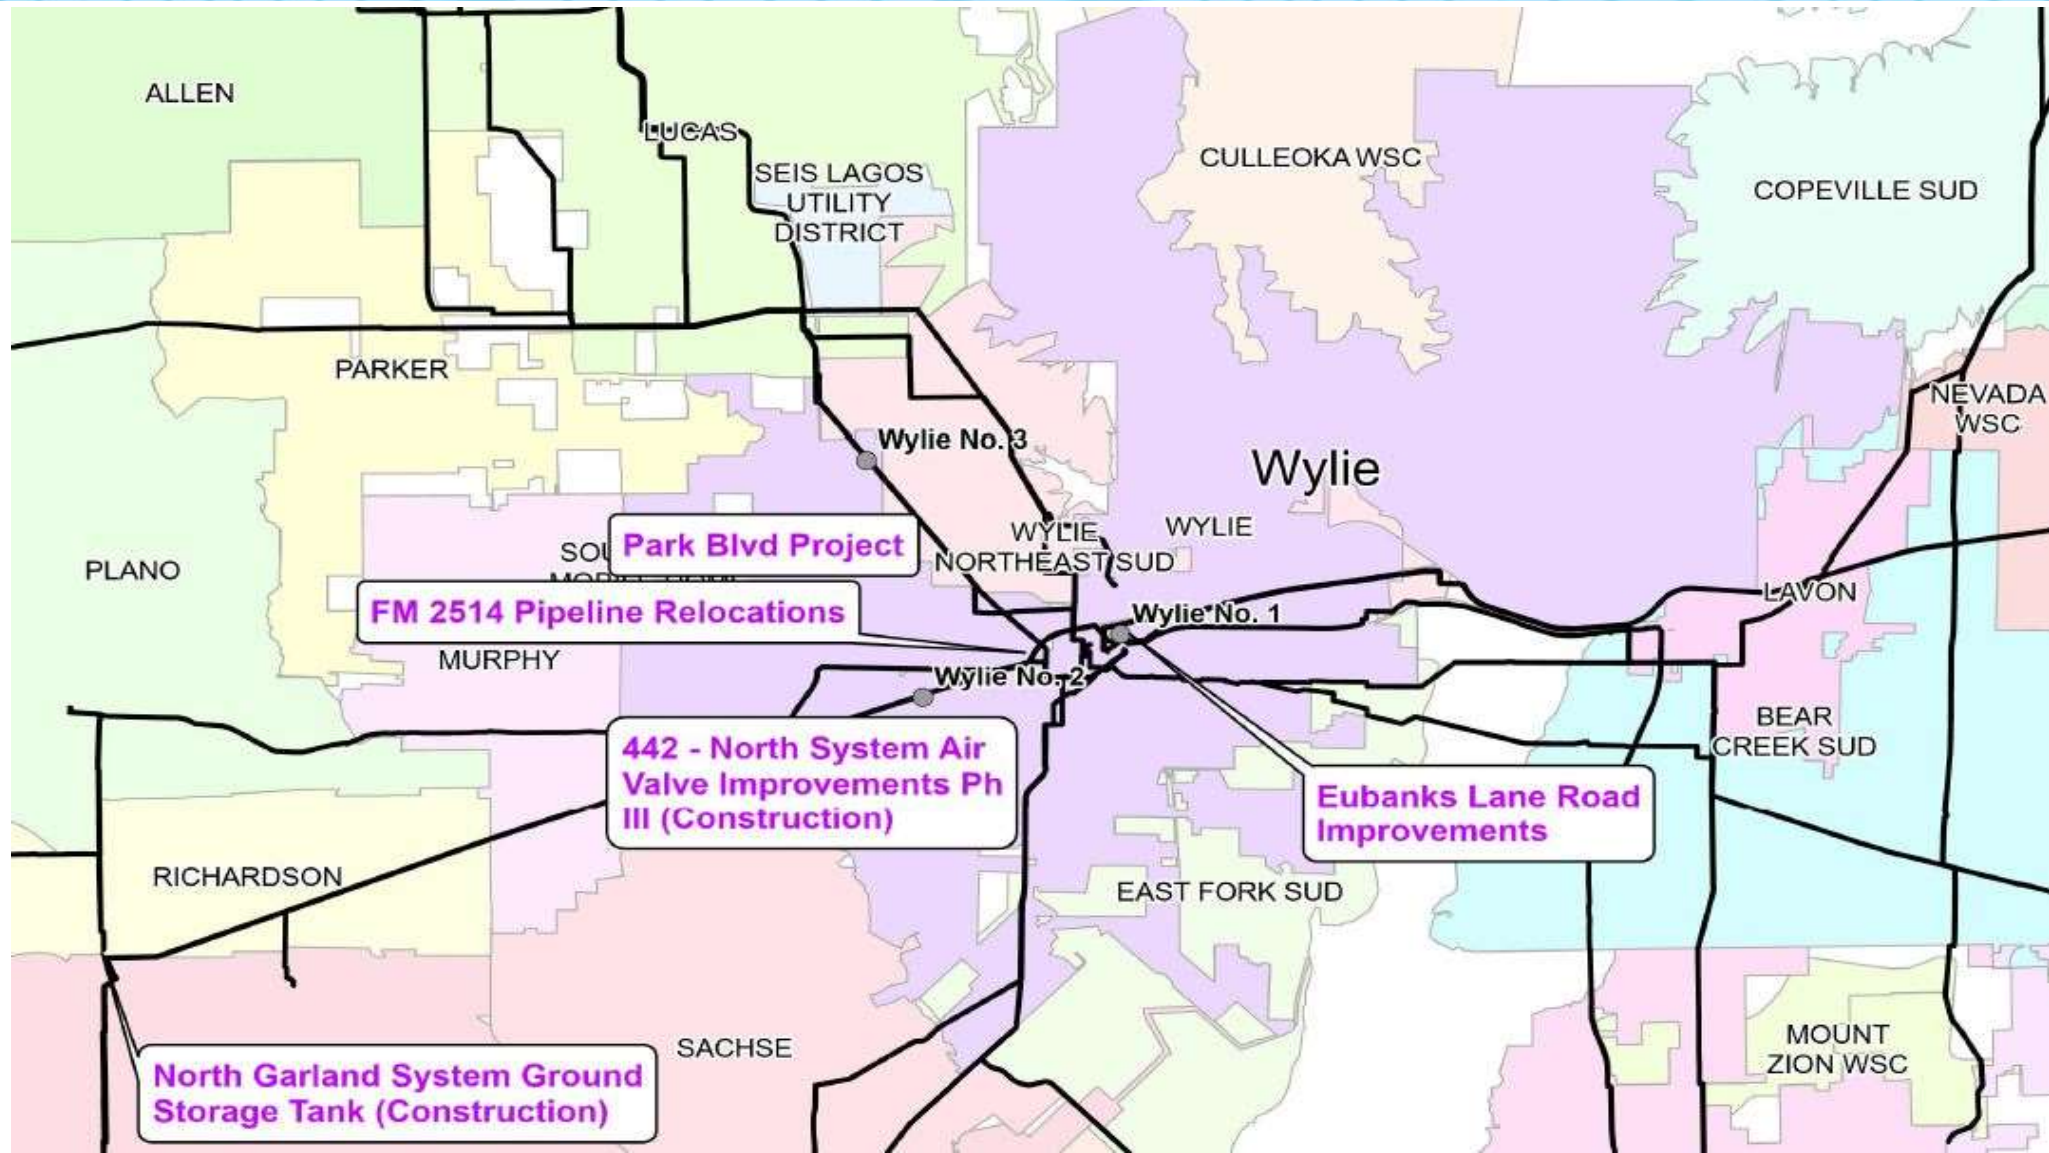 ALLEN
LUCAS
SEIS LAGOS
UTILITY
DISTRICT
CULLEOKA WSC
COPEVILLE SUD
PARKER
NEVADA
WSC
Wylie No. 3
Wylie
WYLIE
NORTHEAST SUD
WYLIE
Park Blvd Project
PLANO
FM 2514 Pipeline Relocations
LAVON
Wylie No. 1
MURPHY
Wylie No. 2
442 - North System Air
Valve Improvements Ph
III (Construction)
BEAR
CREEK SUD
Eubanks Lane Road
Improvements
RICHARDSON
EAST FORK SUD
SACHSE
MOUNT
ZION WSC
North Garland System Ground
Storage Tank (Construction)